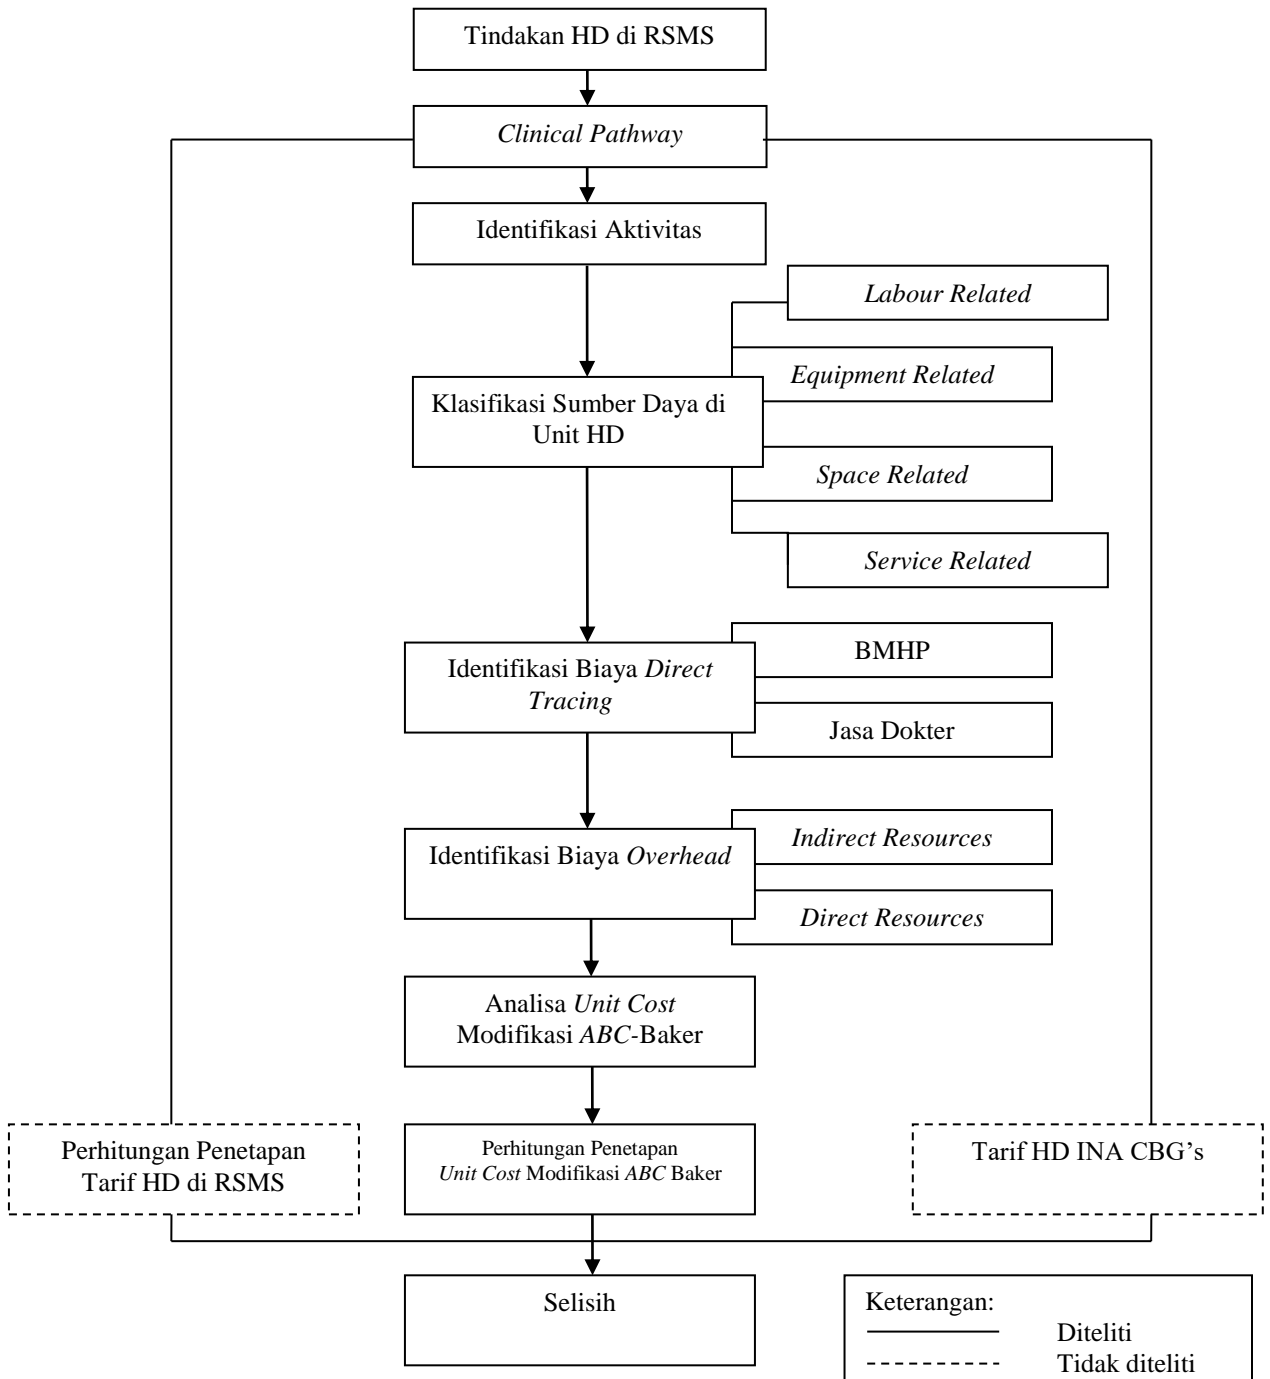 Tindakan HD di RSMS
Clinical Pathway
Identifikasi Aktivitas
Labour Related
Equipment Related
Klasifikasi Sumber Daya di
Unit HD
Space Related
Service Related
BMHP
Identifikasi Biaya Direct
Tracing
Jasa Dokter
Indirect Resources
Identifikasi Biaya Overhead
Direct Resources
Analisa Unit Cost
Modifikasi ABC-Baker
Perhitungan Penetapan
Tarif HD di RSMS
Perhitungan Penetapan
Unit Cost Modifikasi ABC Baker
Tarif HD INA CBG’s
Selisih
Keterangan:
Diteliti
Tidak diteliti